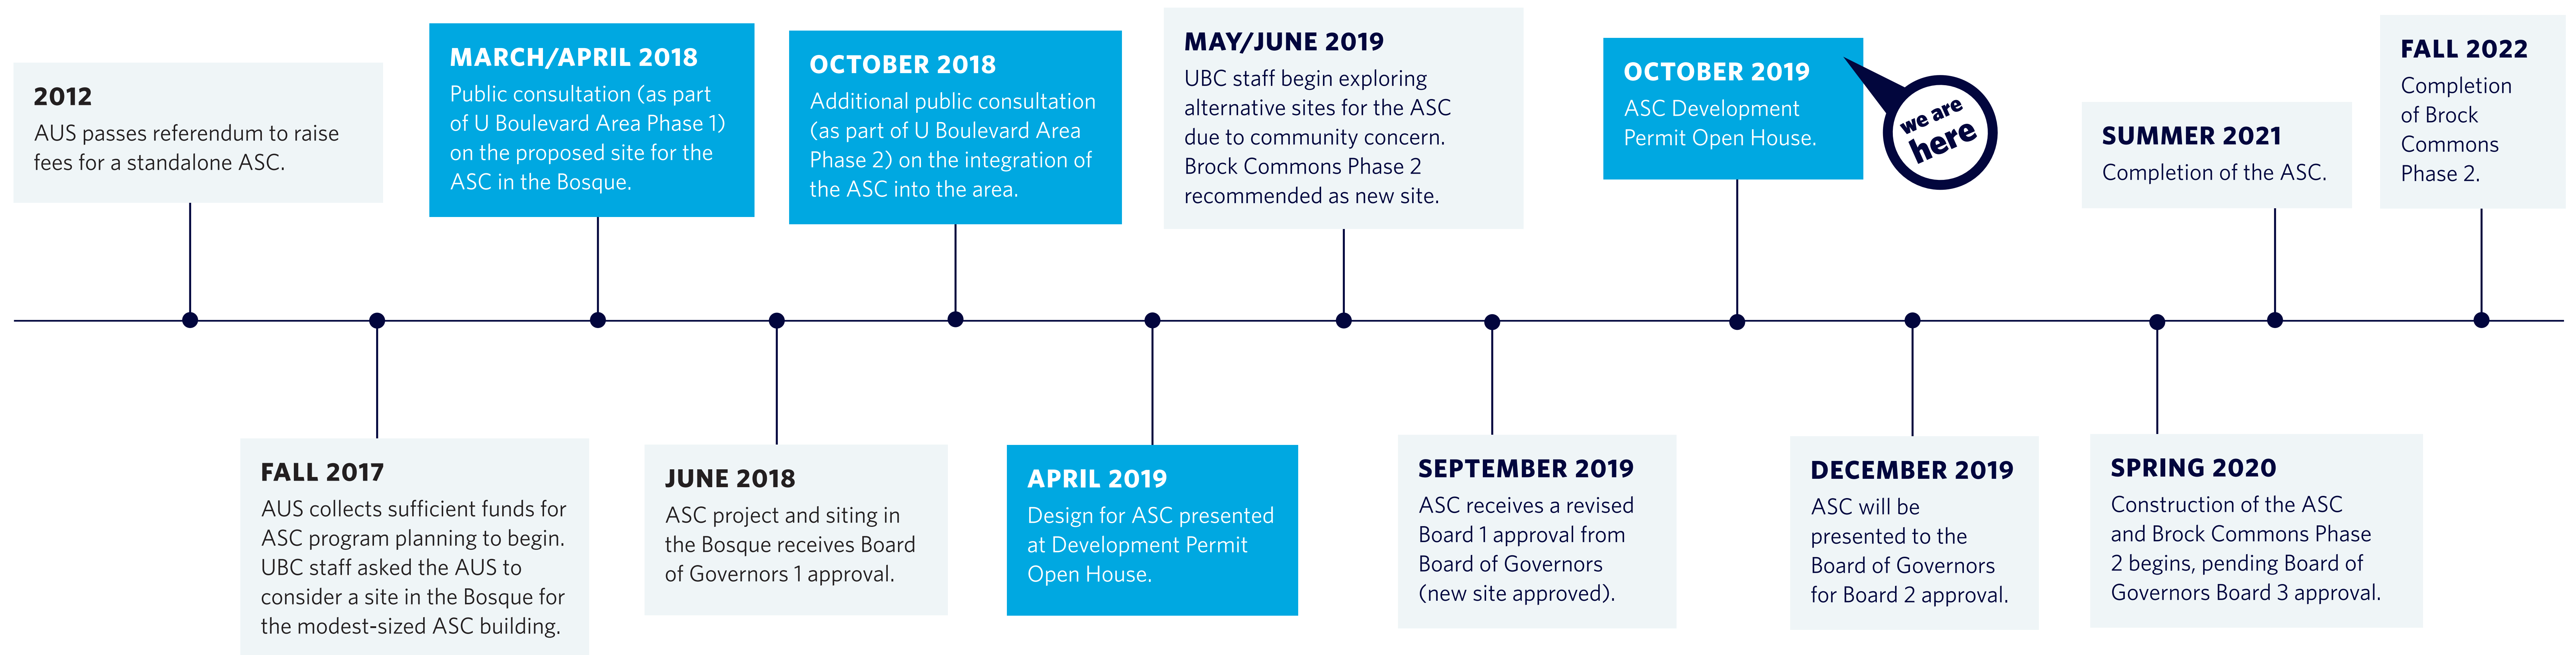 2012
AUS passes referendum to raise
fees for a standalone ASC.
FALL 2017
AUS collects sufficient funds for
ASC program planning to begin.
UBC staff asked the AUS to
consider a site in the Bosque for
the modest-sized ASC building.
MARCH/APRIL 2018
Public consultation (as part
of U Boulevard Area Phase 1)
on the proposed site for the
ASC in the Bosque.
JUNE 2018
ASC project and siting in
the Bosque receives Board
of Governors 1 approval.
OCTOBER 2018
Additional public consultation
(as part of U Boulevard Area
Phase 2) on the integration of
the ASC into the area.
APRIL 2019
Design for ASC presented
at Development Permit
Open House.
MAY/JUNE 2019
UBC staff begin exploring
alternative sites for the ASC
due to community concern.
Brock Commons Phase 2
recommended as new site.
SEPTEMBER 2019
ASC receives a revised
Board 1 approval from
Board of Governors
(new site approved).
OCTOBER 2019
ASC Development
Permit Open House.
we are
here
DECEMBER 2019
ASC will be
presented to the
Board of Governors
for Board 2 approval.
SPRING 2020
Construction of the ASC
and Brock Commons Phase
2 begins, pending Board of
Governors Board 3 approval.
SUMMER 2021
Completion of the ASC.
FALL 2022
Completion
of Brock
Commons
Phase 2.